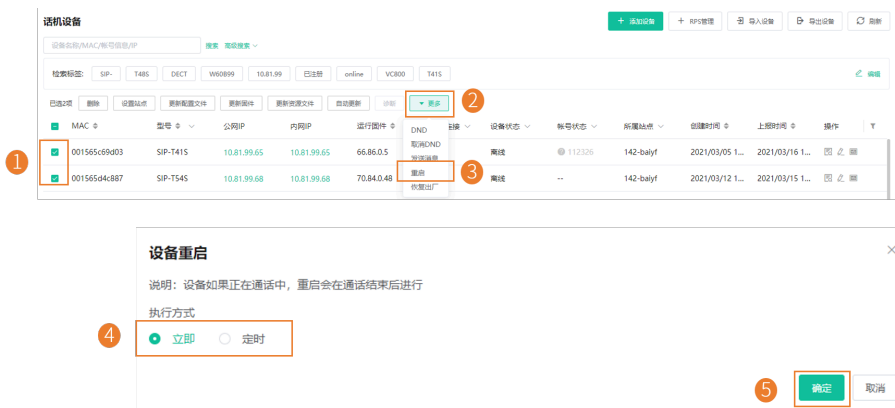 话机设备
+ 添加设备 + RPS管理 导入设备 导出设备 刷新
设备名称/MAC/帐号信息/IP 搜索 高级搜索
检索标签: SIP- T48S DECT W60B99 10.81.99 已注册 online VC800 T41S 编辑
已选2项 删除 设置站点 更新配置文件 更新固件 更新资源文件 自动更新 诊断 更多 2
MAC 型号 公网IP 内网IP 运行固件 连接 设备状态 帐号状态 所属站点 创建时间 上报时间 操作
DND
取消DND
1 001565c69d03 SIP-T41S 10.81.99.65 10.81.99.65 66.86.0.5 离线 112326 142-baiyf 2021/03/05 1... 2021/03/16 1...
发送消息
重启 3
001565d4c887 SIP-T54S 10.81.99.68 10.81.99.68 70.84.0.48 离线 -- 142-baiyf 2021/03/12 1... 2021/03/15 1...
恢复出厂
设备重启
说明：设备如果正在通话中，重启会在通话结束后进行
执行方式
4 立即 定时
5 确定 取消